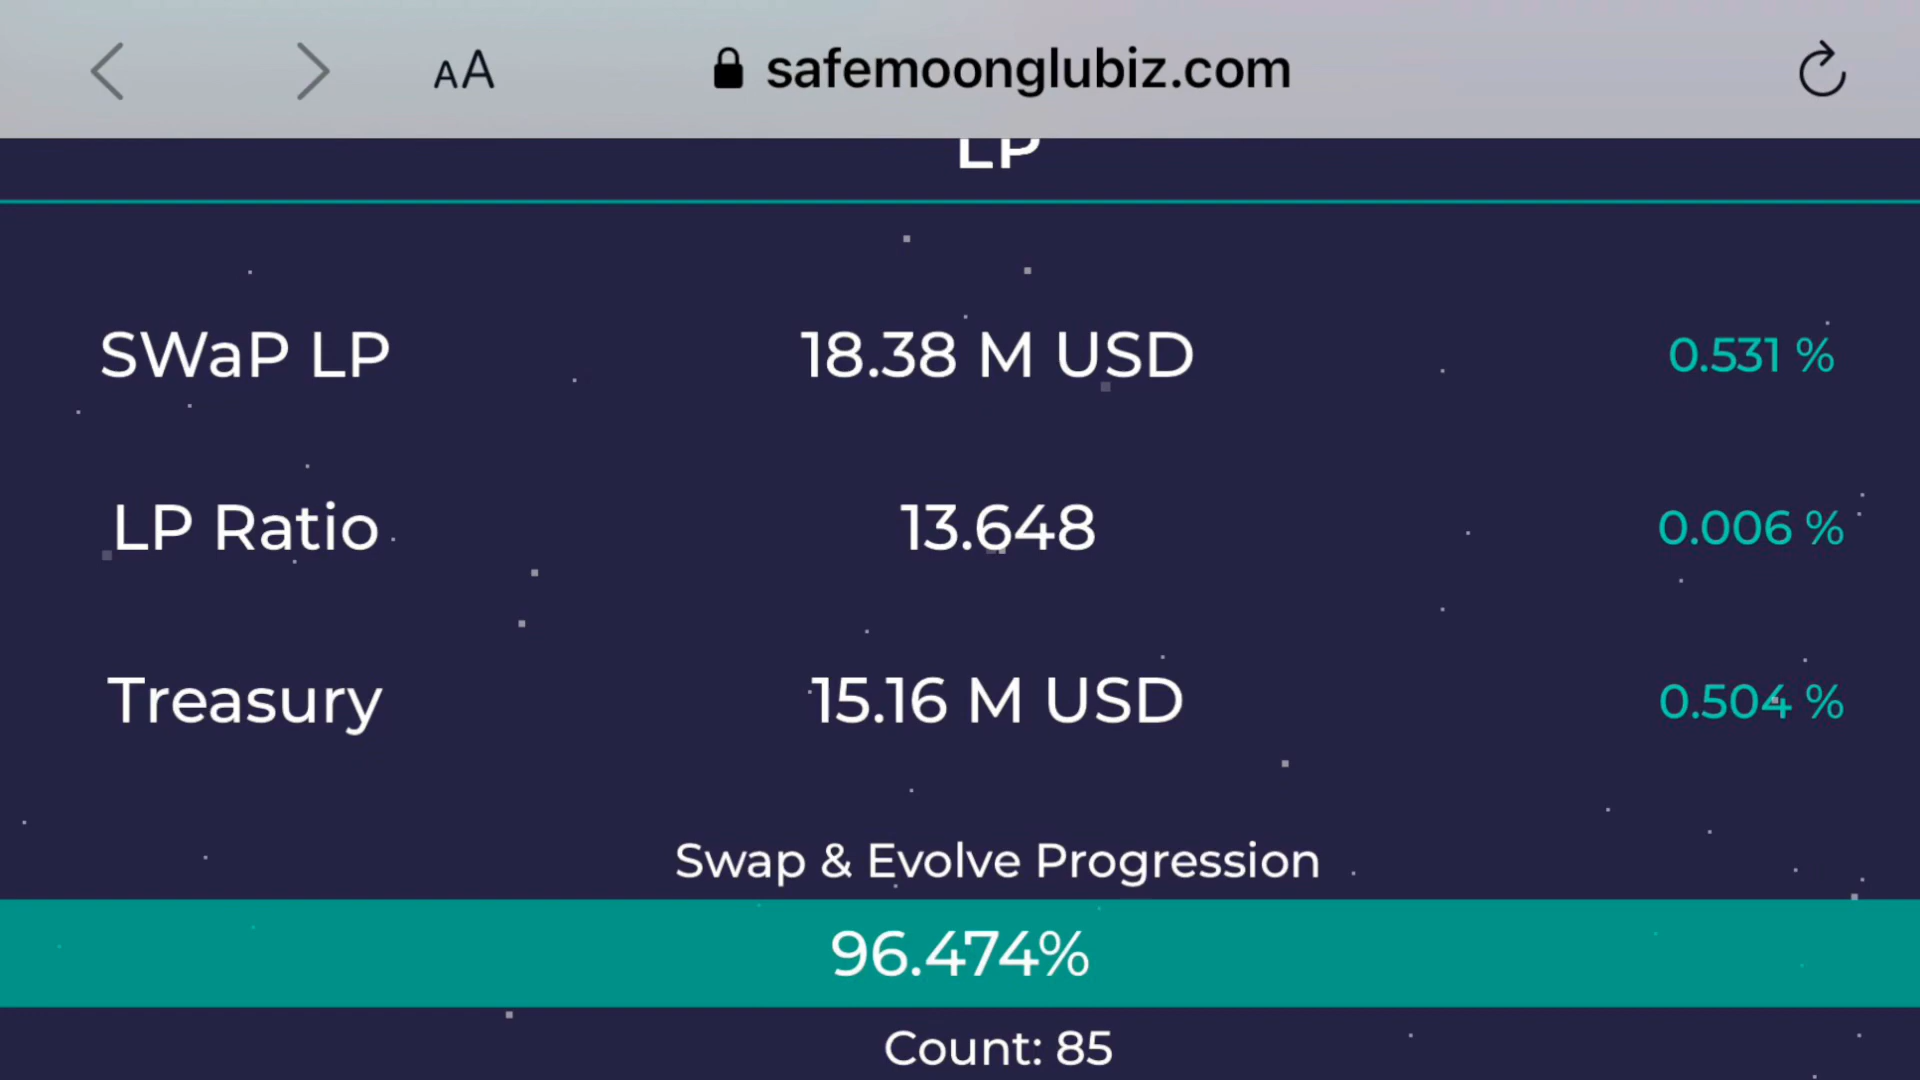 AA safemoonglubiz.com
LP
SWaP LP 18.38 M USD 0.531 %
LP Ratio 13.648 0.006 %
Treasury 15.16 M USD 0.504 %
Swap & Evolve Progression
96.474%
Count: 85